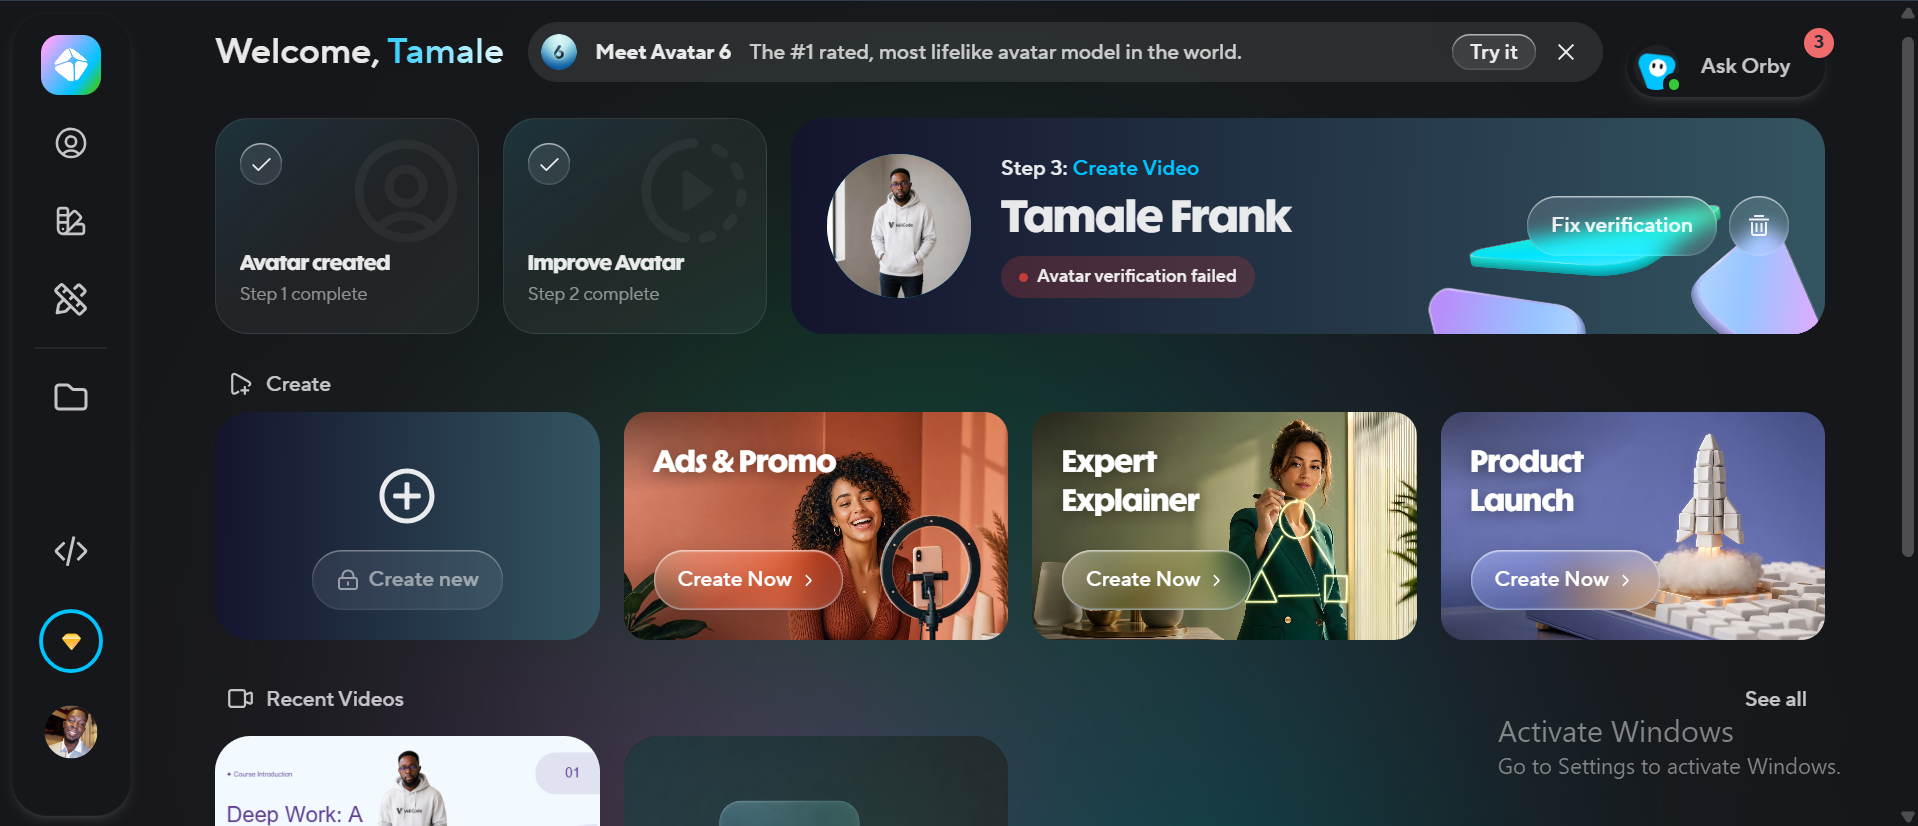 Welcome, Tamale
6
Meet Avatar 6 The #1 rated, most lifelike avatar model in the world.
Try it
Ask Orby
3
Avatar created
Step 1 complete
Improve Avatar
Step 2 complete
Step 3: Create Video
Tamale Frank
Avatar verification failed
Fix verification
Create
Create new
Ads & Promo
Create Now
Expert
Explainer
Create Now
Product
Launch
Create Now
Recent Videos
See all
Course Introduction
01
Deep Work: A
Activate Windows
Go to Settings to activate Windows.